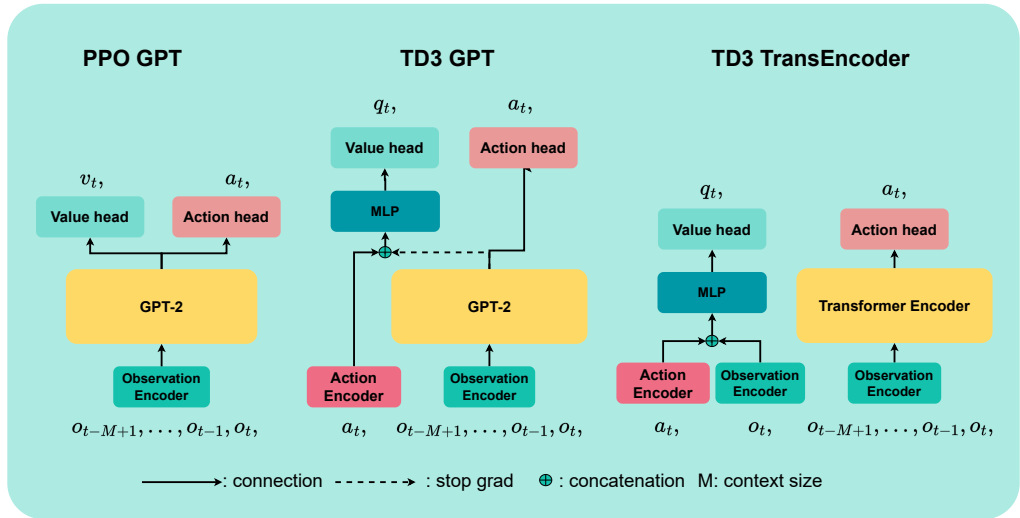 PPO GPT
v_t,
a_t,
Value head
Action head
GPT-2
Observation
Encoder
o_{t-M+1}, . . . , o_{t-1}, o_t,
TD3 GPT
q_t,
a_t,
Value head
Action head
MLP
⊕
GPT-2
Action
Encoder
Observation
Encoder
a_t,
o_{t-M+1}, . . . , o_{t-1}, o_t,
TD3 TransEncoder
q_t,
a_t,
Value head
Action head
MLP
Transformer Encoder
⊕
Action
Encoder
Observation
Encoder
Observation
Encoder
a_t,
o_t,
o_{t-M+1}, . . . , o_{t-1}, o_t,
: connection
: stop grad
⊕ : concatenation
M: context size